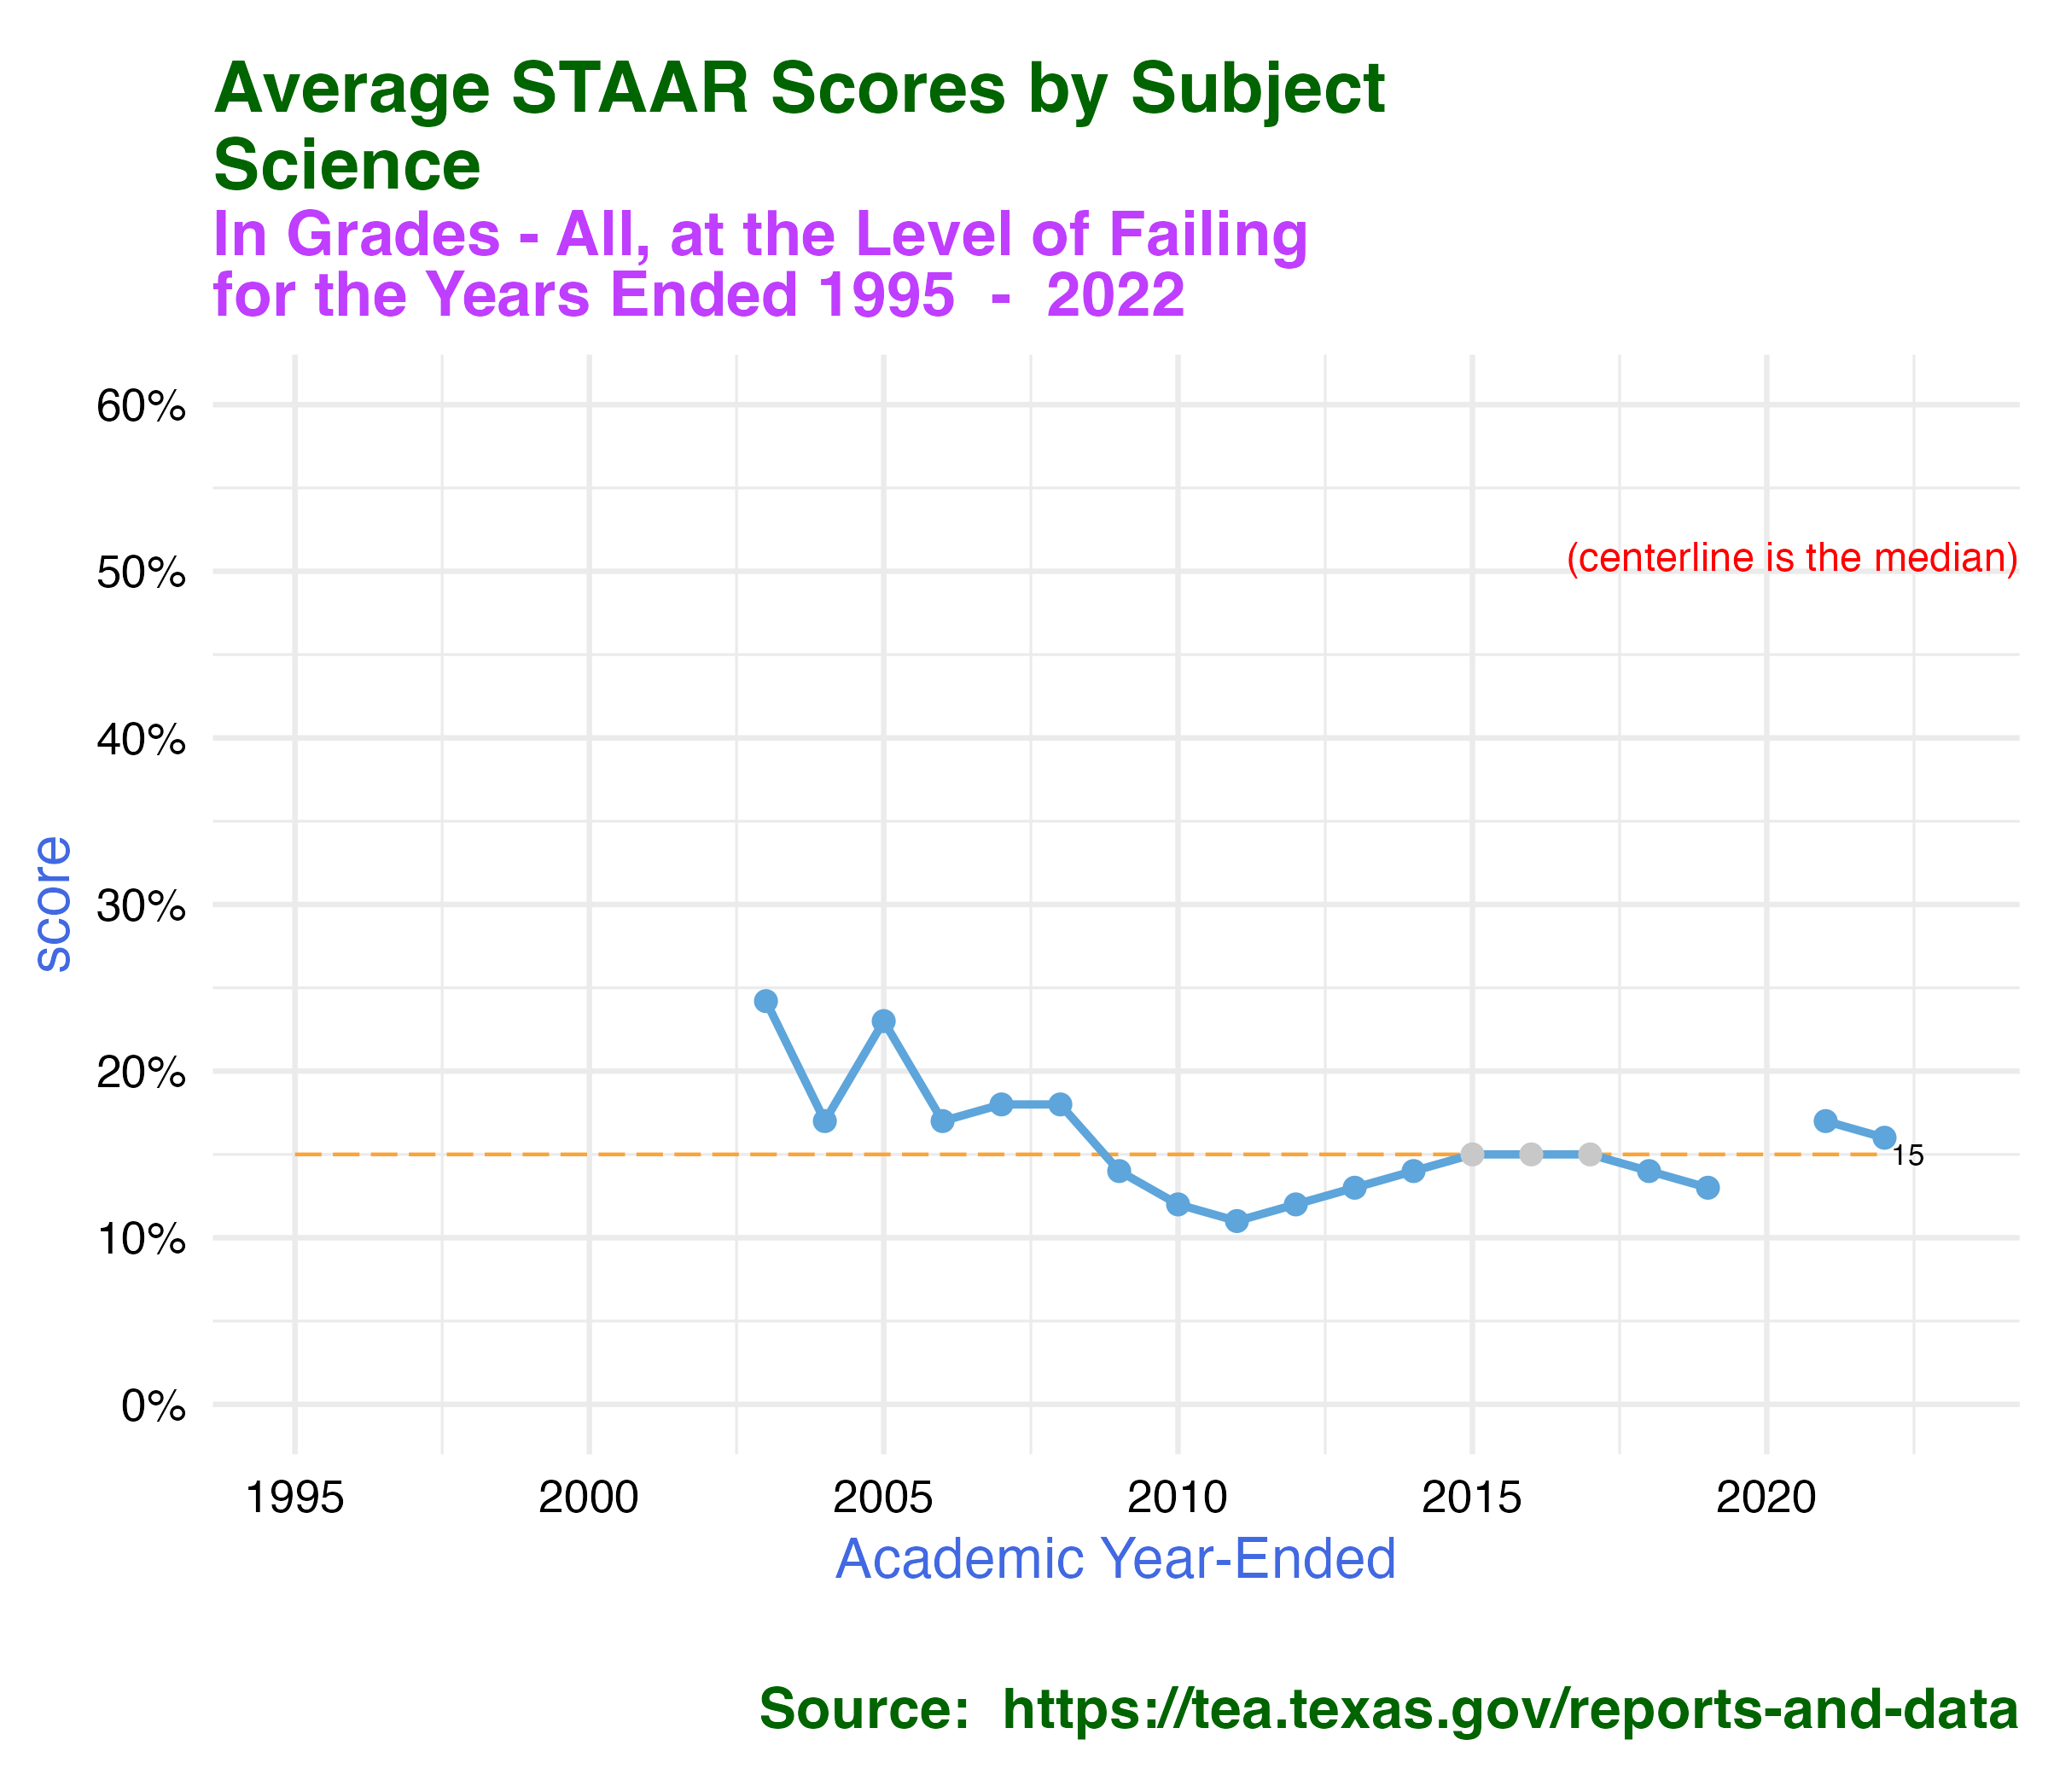 Average STAAR Scores by Subject
Science
In Grades - All, at the Level of Failing
for the Years Ended 1995  -  2022
60%
(centerline is the median)
50%
40%
30%
score
20%
15
10%
0%
1995 2000 2005 2010 2015 2020
Academic Year-Ended
Source:  https://tea.texas.gov/reports-and-data